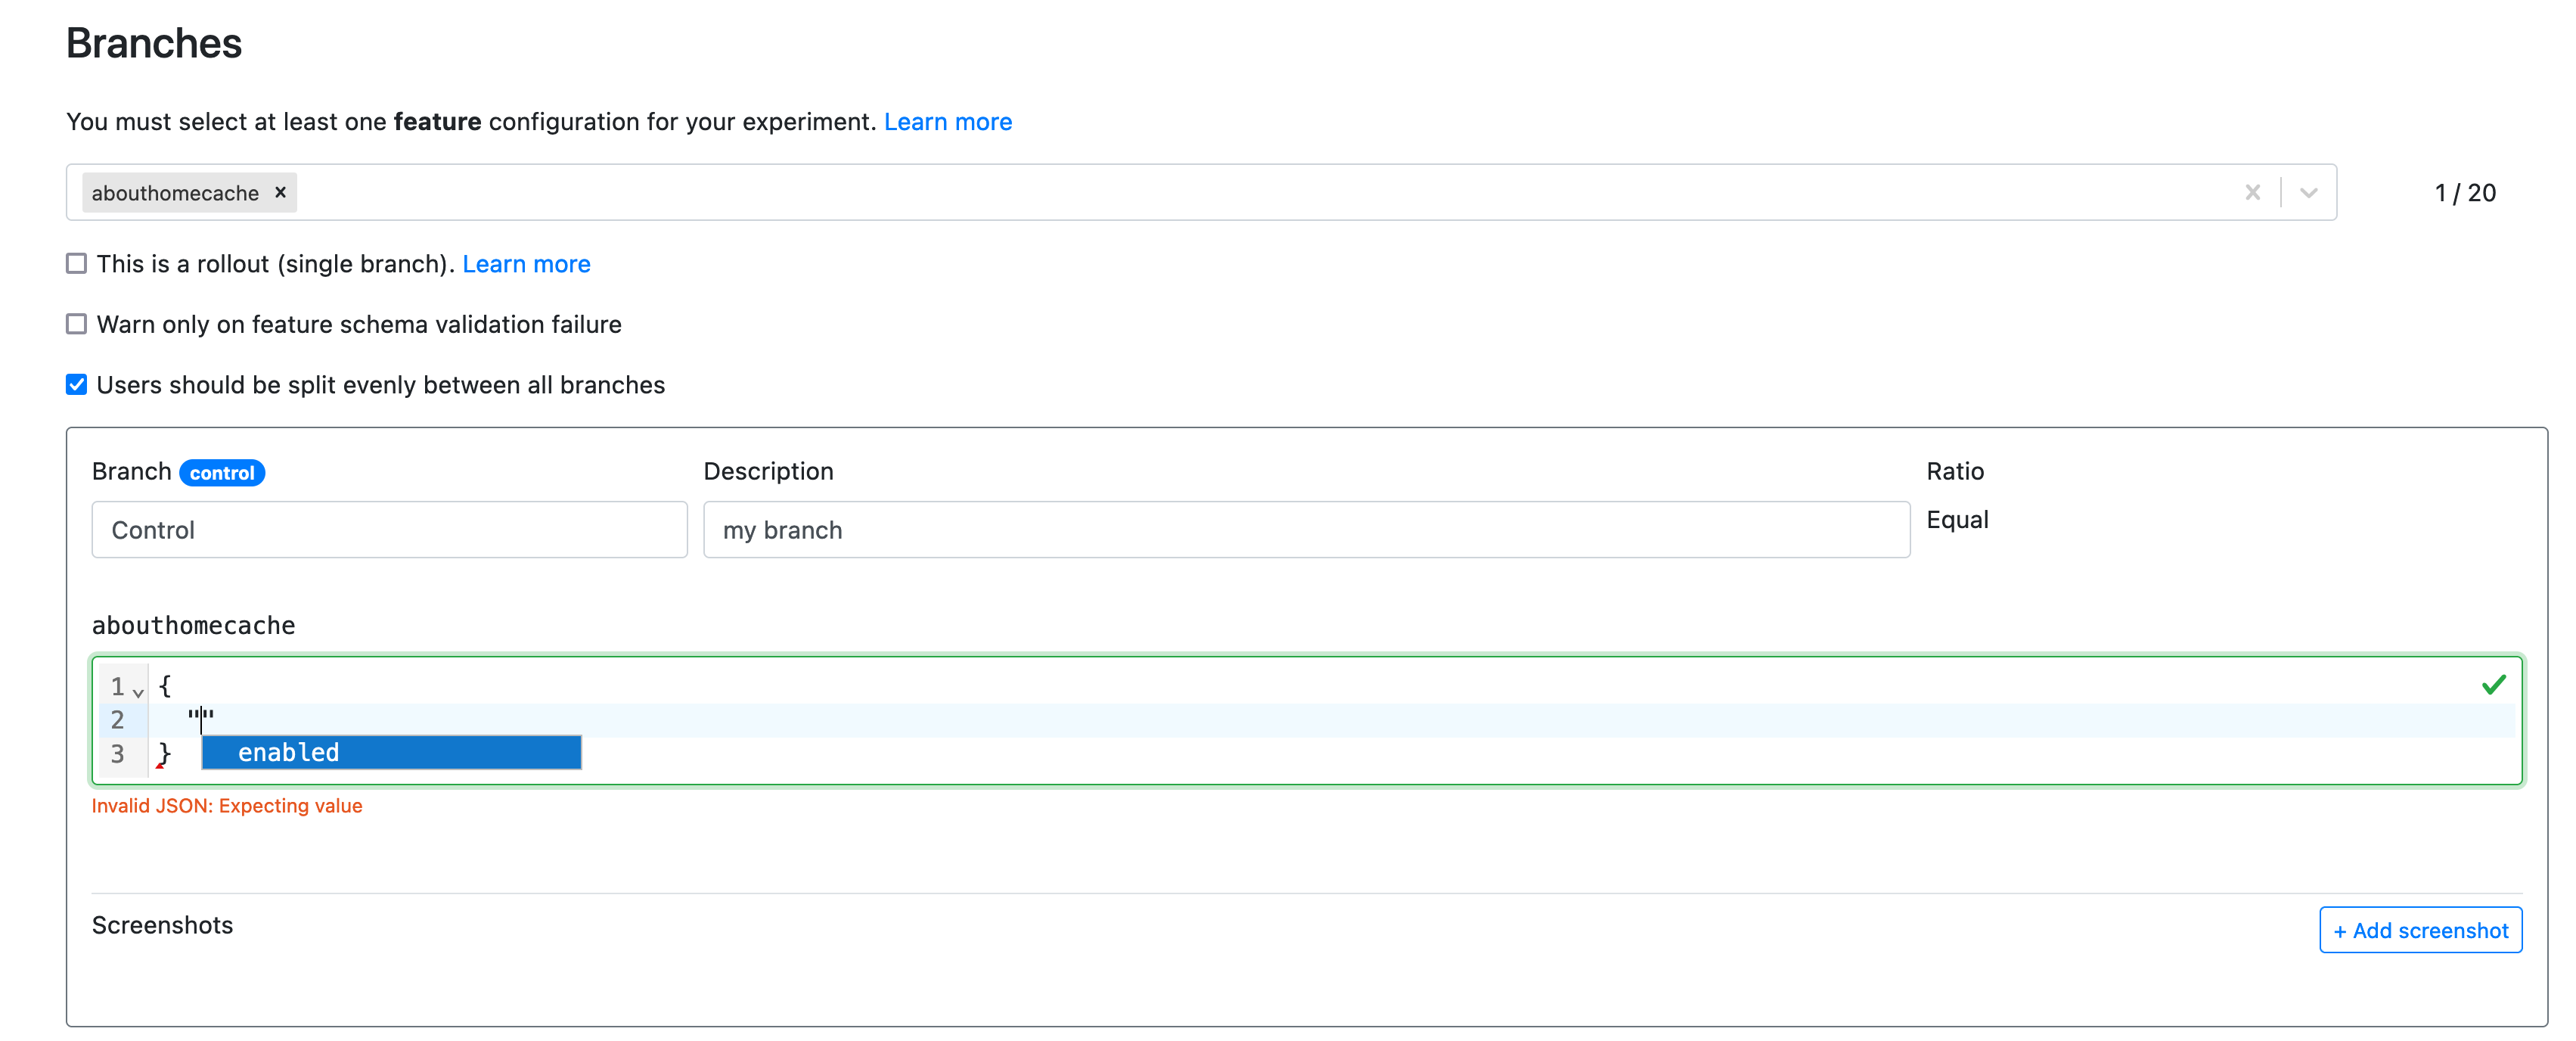 Branches
You must select at least one feature configuration for your experiment. Learn more
abouthomecache ×
1 / 20
This is a rollout (single branch). Learn more
Warn only on feature schema validation failure
Users should be split evenly between all branches
Branch control Description Ratio
Control my branch Equal
abouthomecache
1 {
2 ""
enabled
3 }
Invalid JSON: Expecting value
Screenshots
+ Add screenshot